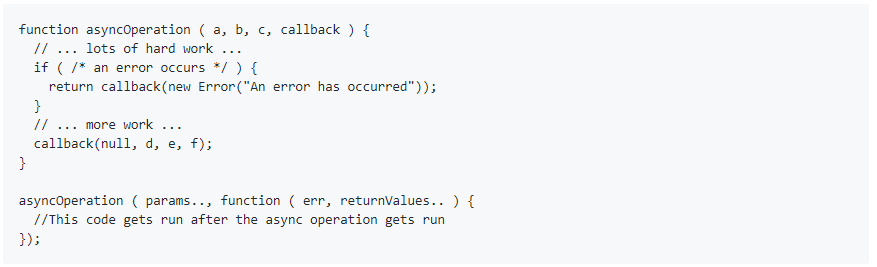 function asyncOperation ( a, b, c, callback ) {
  // ... lots of hard work ...
  if ( /* an error occurs */ ) {
    return callback(new Error("An error has occurred"));
  }
  // ... more work ...
  callback(null, d, e, f);
}

asyncOperation ( params.., function ( err, returnValues.. ) {
  //This code gets run after the async operation gets run
});